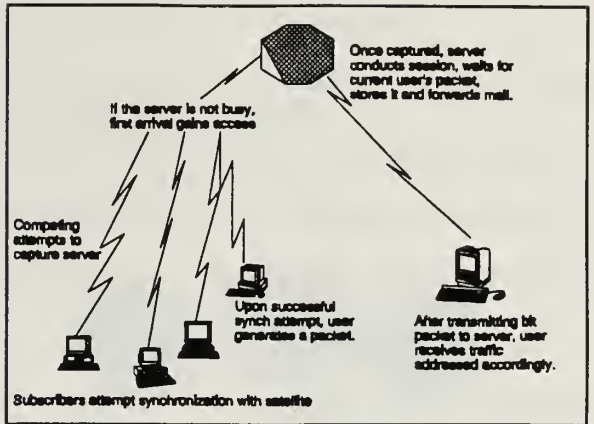 Once captured, server
conducts session, waits for
current user's packet,
stores it and forwards mail.
If the server is not busy,
first arrival gains access
Competing
attempts to
capture server
Upon successful
synch attempt, user
generates a packet.
After transmitting bit
packet to server, user
receives traffic
addressed accordingly.
Subscribers attempt synchronization with satellite